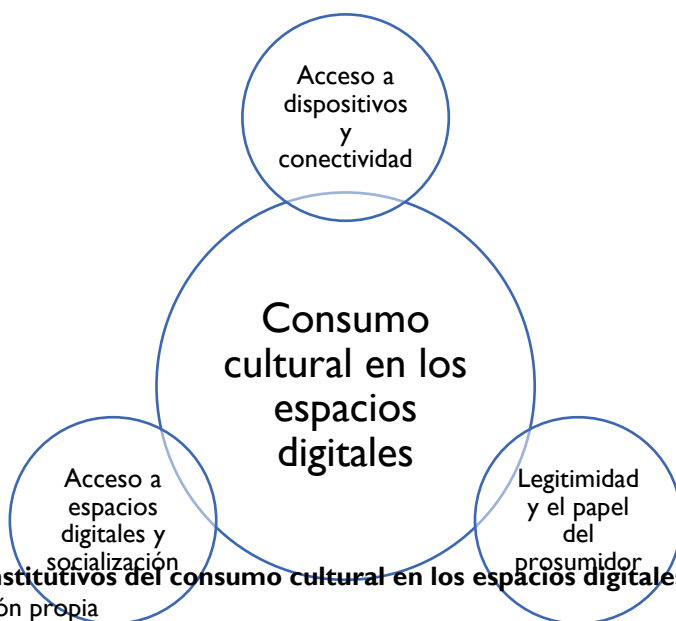 Acceso a
dispositivos
y
conectividad
Consumo
cultural en los
espacios
digitales
Acceso a
espacios
digitales y
socialización
Legitimidad
y el papel
del
prosumidor
nstitutivos del consumo cultural en los espacios digitales
ón propia